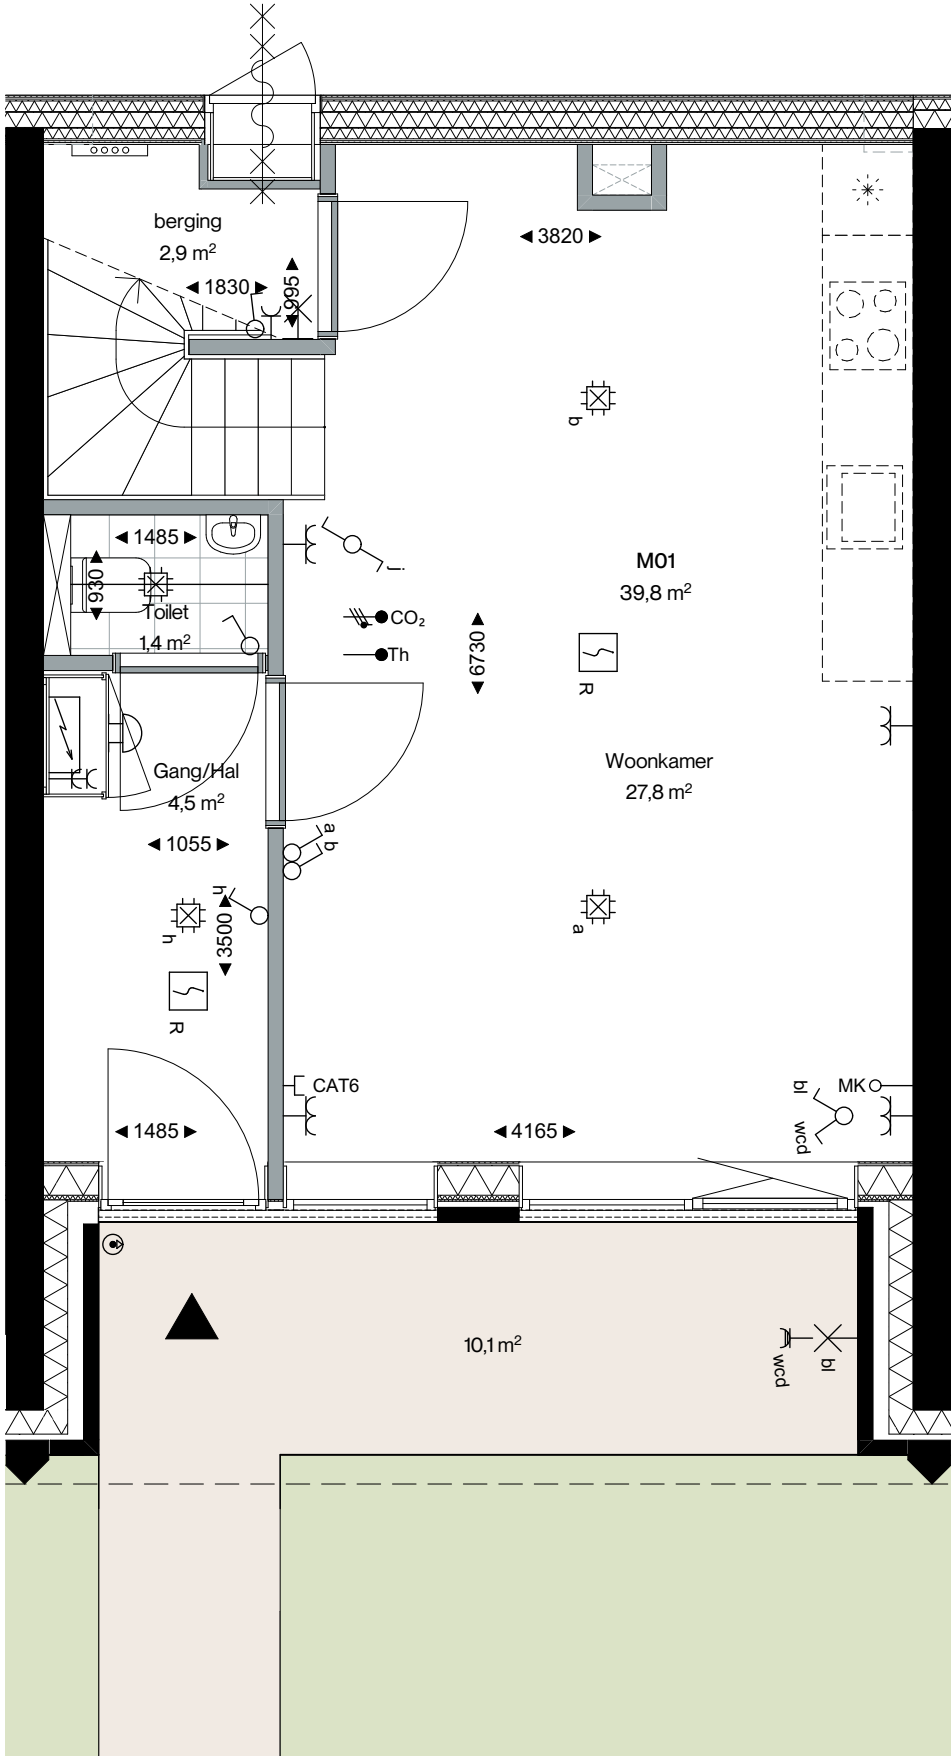 berging
2,9 m²
◄ 1830 ►
◄ 995 ►
◄ 3820 ►
b
◄ 1485 ►
◄ 930 ►
Toilet
1,4 m²
j
CO₂
Th
◄ 6730 ►
M01
39,8 m²
R
Gang/Hal
4,5 m²
◄ 1055 ►
Woonkamer
27,8 m²
a b
h
h
◄ 3500 ►
a
R
CAT6
bl
MK
wcd
◄ 1485 ►
◄ 4165 ►
10,1 m²
wcd
bl